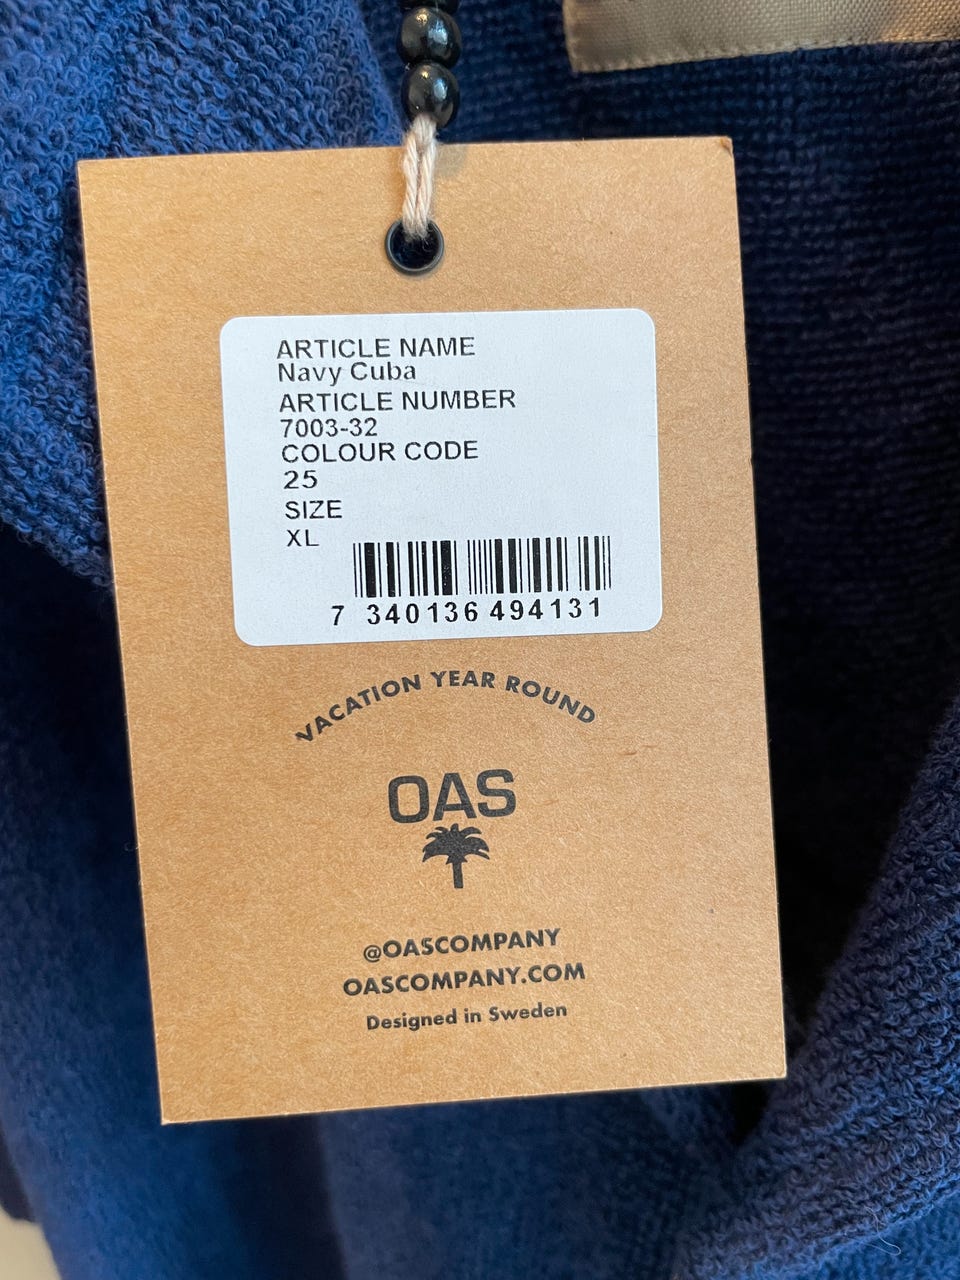 ARTICLE NAME
Navy Cuba
ARTICLE NUMBER
7003-32
COLOUR CODE
25
SIZE
XL
7 340136 494131
VACATION YEAR ROUND
OAS
@OASCOMPANY
OASCOMPANY.COM
Designed in Sweden